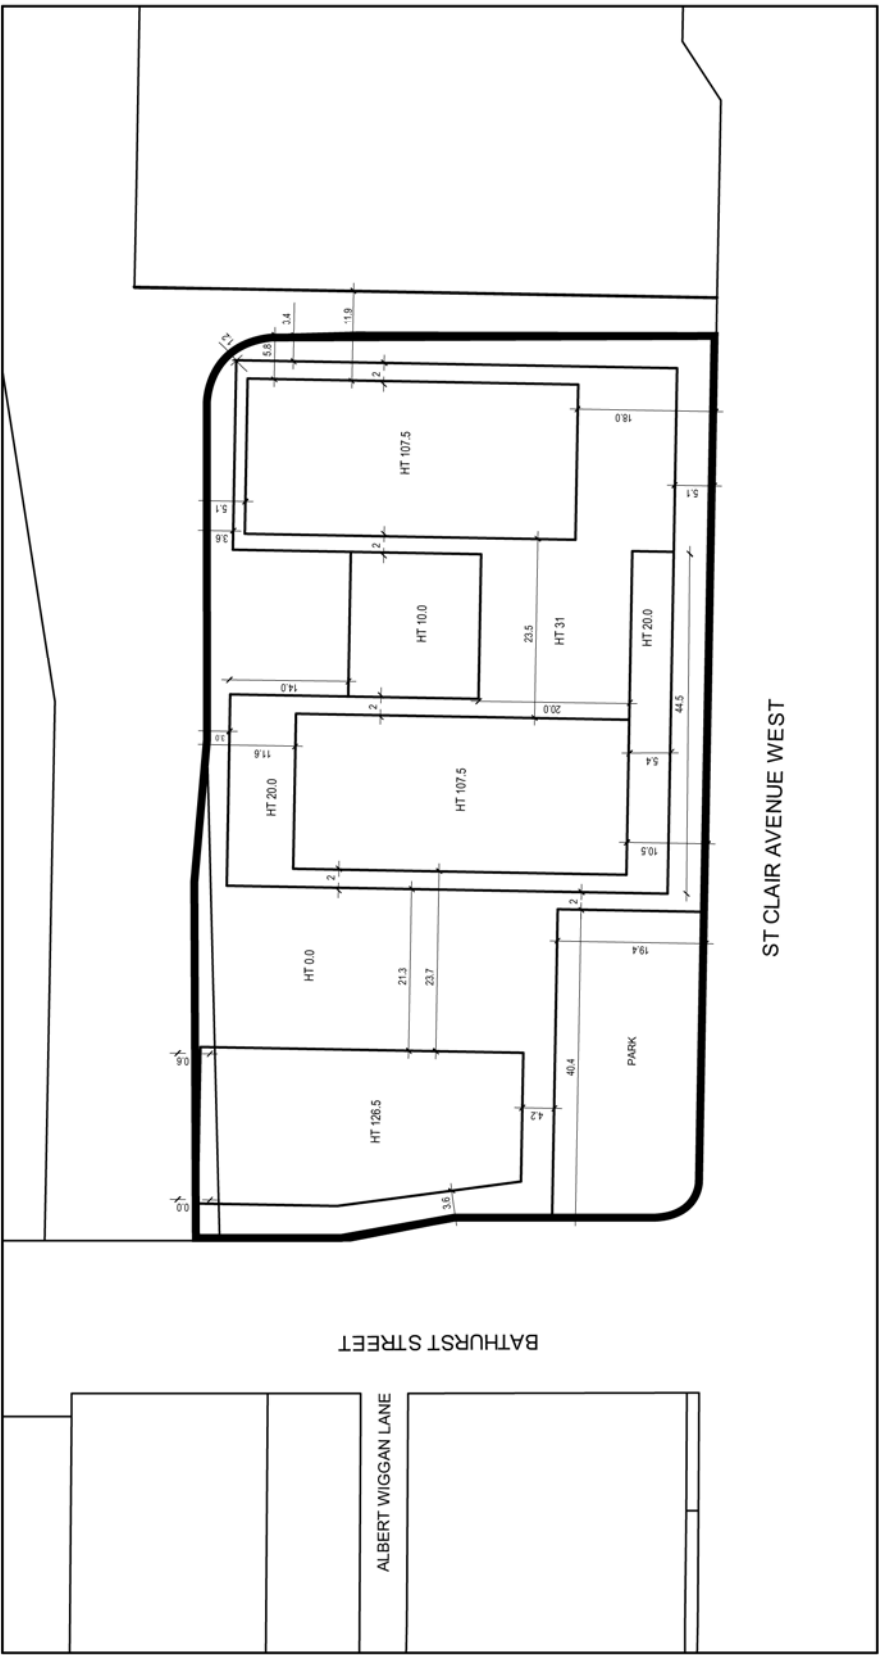 1.2
3.4
5.8
11.9
2
18.0
HT 107.5
5.1
5.1
3.6
2
HT 10.0
23.5
HT 31
HT 20.0
14.0
2
20.0
44.5
3.0
11.6
5.4
HT 20.0
HT 107.5
10.5
2
2
19.4
HT 0.0
21.3
23.7
PARK
40.4
0.6
4.2
HT 126.5
3.6
0.0
ST CLAIR AVENUE WEST
BATHURST STREET
ALBERT WIGGAN LANE